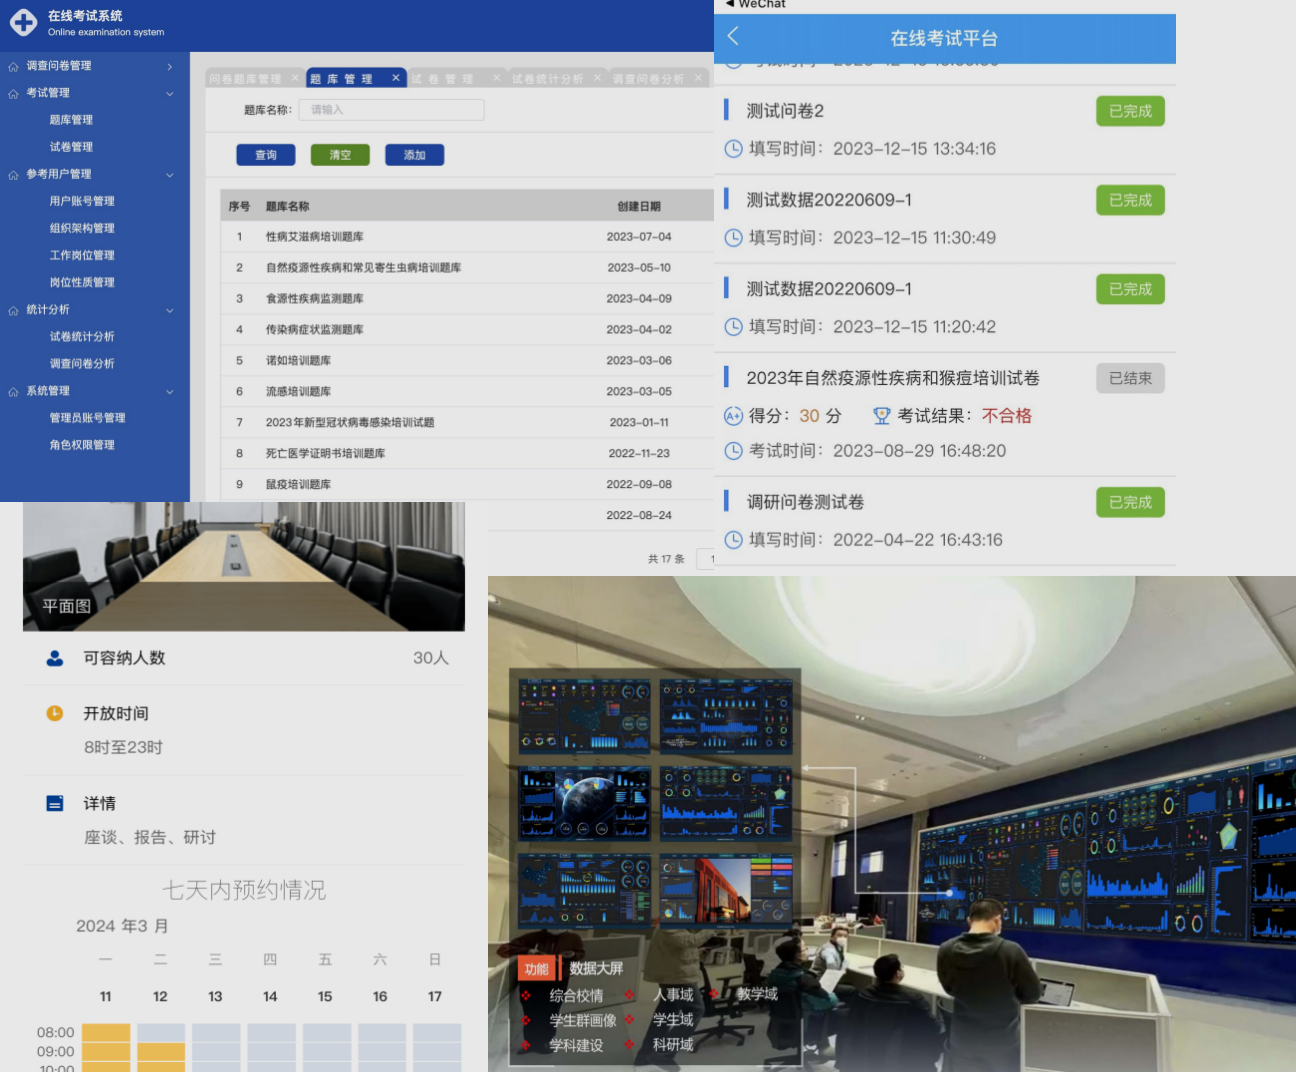 在线考试系统
Online examination system
调查问卷管理
考试管理
题库管理
试卷管理
参考用户管理
用户账号管理
组织架构管理
工作岗位管理
岗位性质管理
统计分析
试卷统计分析
调查问卷分析
系统管理
管理员账号管理
角色权限管理
问卷题库管理 × 题库管理 × 试卷管理 × 试卷统计分析 × 调查问卷分析 ×
题库名称： 请输入
查询 清空 添加
序号 题库名称 创建日期
1 性病艾滋病培训题库 2023-07-04
2 自然疫源性疾病和常见寄生虫病培训题库 2023-05-10
3 食源性疾病监测题库 2023-04-09
4 传染病症状监测题库 2023-04-02
5 诺如培训题库 2023-03-06
6 流感培训题库 2023-03-05
7 2023年新型冠状病毒感染培训试题 2023-01-11
8 死亡医学证明书培训题库 2022-11-23
9 鼠疫培训题库 2022-09-08
2022-08-24
共 17 条 1
◀ WeChat
在线考试平台
测试问卷2 已完成
填写时间：2023-12-15 13:34:16
测试数据20220609-1 已完成
填写时间：2023-12-15 11:30:49
测试数据20220609-1 已完成
填写时间：2023-12-15 11:20:42
2023年自然疫源性疾病和猴痘培训试卷 已结束
得分：30 分 考试结果：不合格
考试时间：2023-08-29 16:48:20
调研问卷测试卷 已完成
填写时间：2022-04-22 16:43:16
平面图
可容纳人数 30人
开放时间
8时至23时
详情
座谈、报告、研讨
七天内预约情况
2024 年3 月
一 二 三 四 五 六 日
11 12 13 14 15 16 17
08:00
09:00
10:00
功能 数据大屏
综合校情 人事域 教学域
学生群画像 学生域
学科建设 科研域